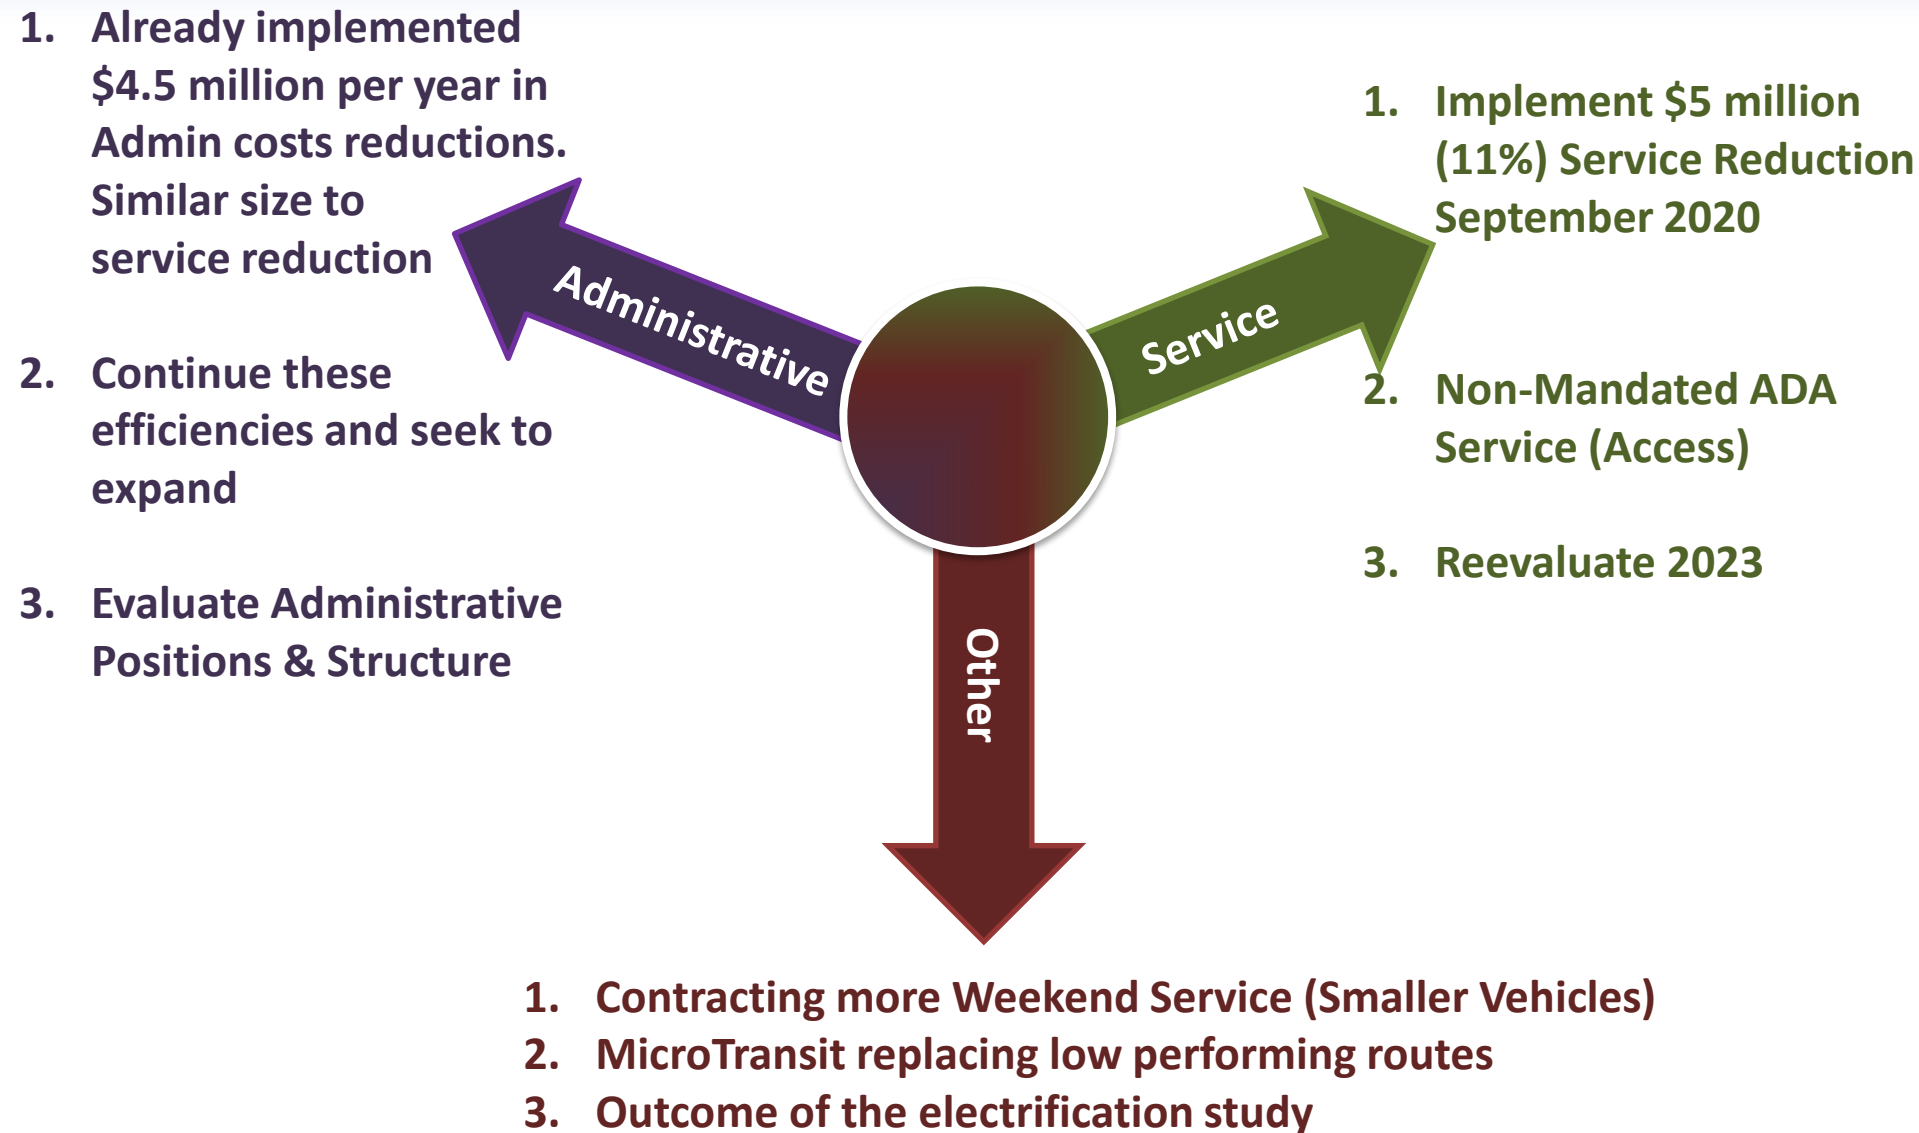 1. Already implemented
$4.5 million per year in
Admin costs reductions.
Similar size to
service reduction
2. Continue these
efficiencies and seek to
expand
3. Evaluate Administrative
Positions & Structure
Administrative
Service
1. Implement $5 million
(11%) Service Reduction
September 2020
2. Non-Mandated ADA
Service (Access)
3. Reevaluate 2023
Other
1. Contracting more Weekend Service (Smaller Vehicles)
2. MicroTransit replacing low performing routes
3. Outcome of the electrification study